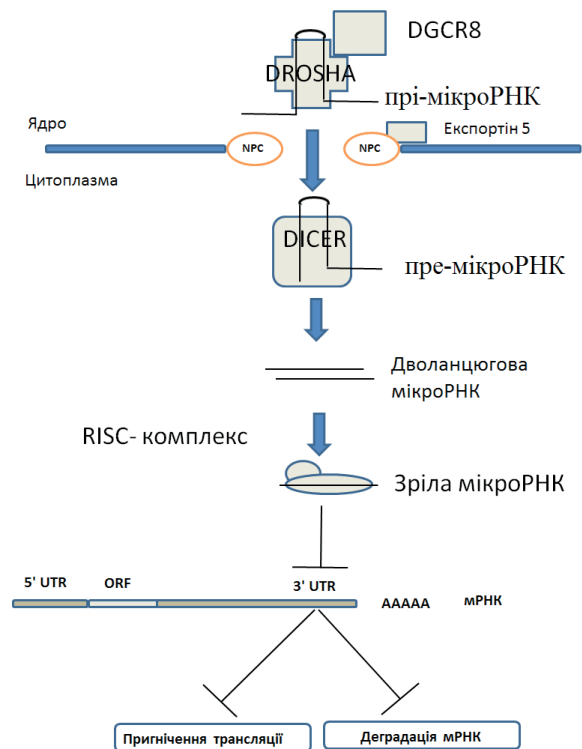 DGCR8
DROSHA
прі-мікроРНК
Ядро
Експортін 5
NPC
NPC
Цитоплазма
DICER
пре-мікроРНК
Дволанцюгова
мікроРНК
RISC- комплекс
Зріла мікроРНК
5' UTR ORF 3' UTR AAAAA мРНК
Пригнічення трансляції
Деградація мРНК